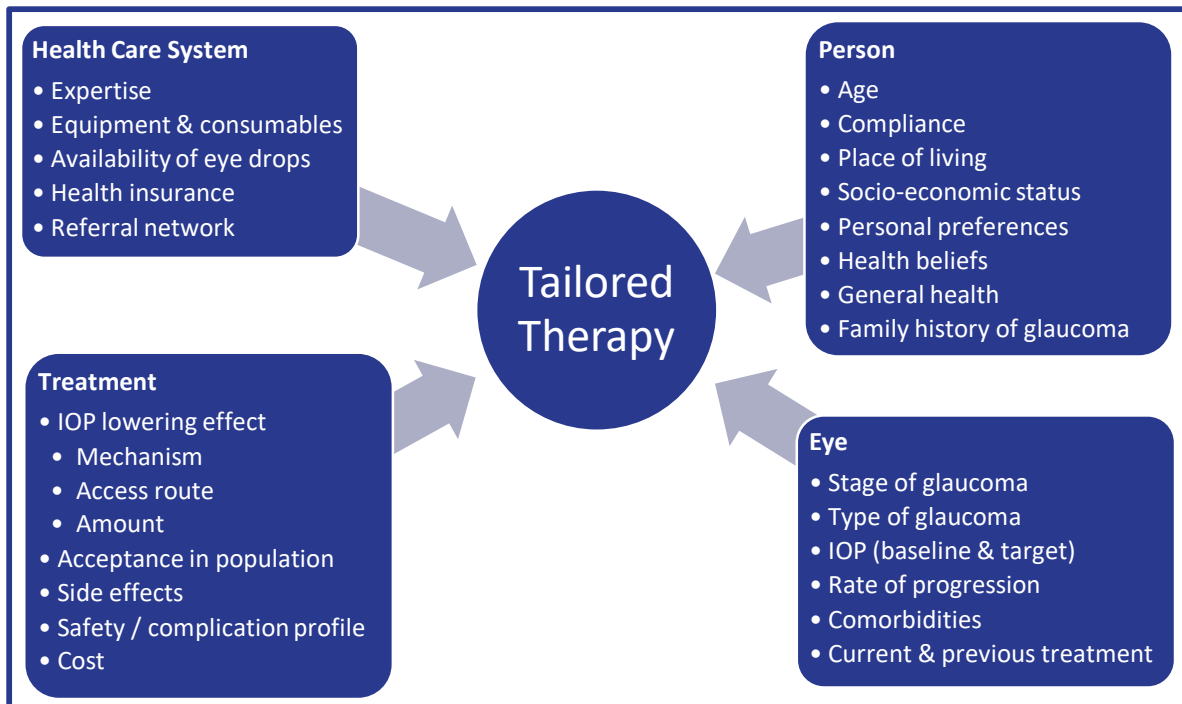 Health Care System
• Expertise
• Equipment & consumables
• Availability of eye drops
• Health insurance
• Referral network
Person
• Age
• Compliance
• Place of living
• Socio-economic status
• Personal preferences
• Health beliefs
• General health
• Family history of glaucoma
Tailored
Therapy
Treatment
• IOP lowering effect
• Mechanism
• Access route
• Amount
• Acceptance in population
• Side effects
• Safety / complication profile
• Cost
Eye
• Stage of glaucoma
• Type of glaucoma
• IOP (baseline & target)
• Rate of progression
• Comorbidities
• Current & previous treatment